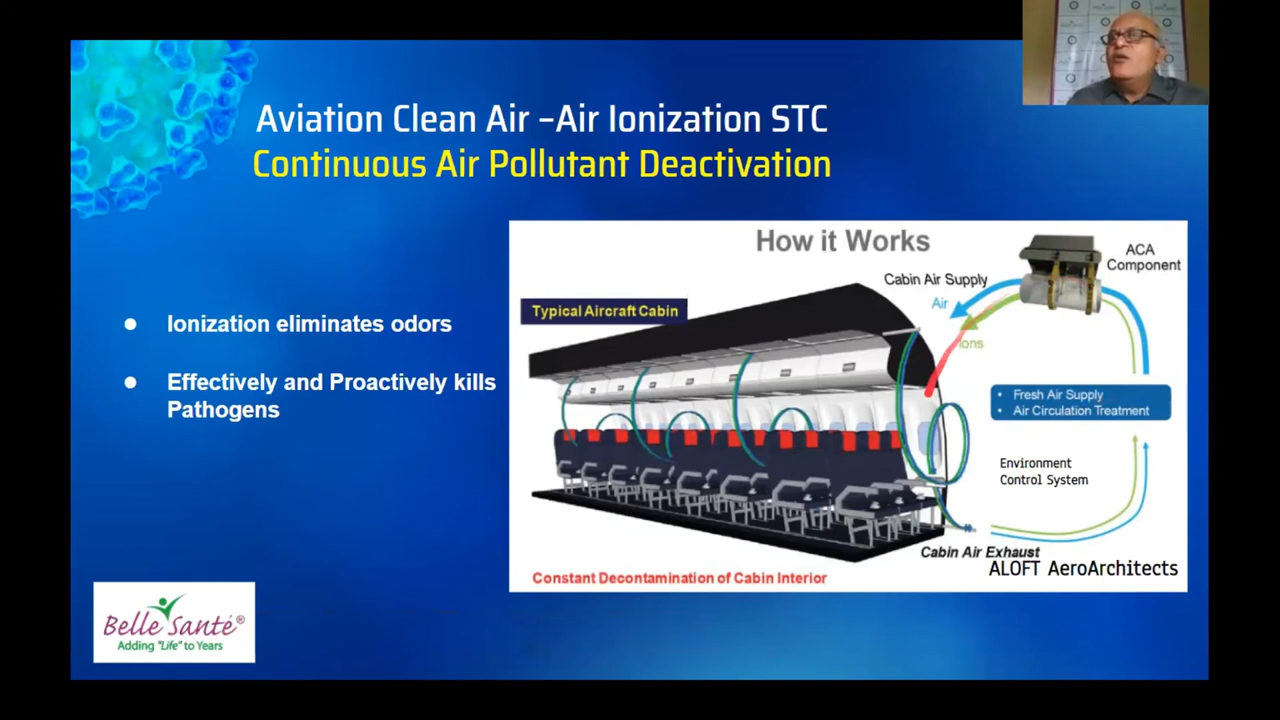 Aviation Clean Air –Air Ionization STC
Continuous Air Pollutant Deactivation
● Ionization eliminates odors
● Effectively and Proactively kills
Pathogens
How it Works
Typical Aircraft Cabin
Cabin Air Supply
Air
Ions
ACA
Component
• Fresh Air Supply
• Air Circulation Treatment
Environment
Control System
Cabin Air Exhaust
ALOFT AeroArchitects
Constant Decontamination of Cabin Interior
Belle Santé®
Adding "Life" to Years